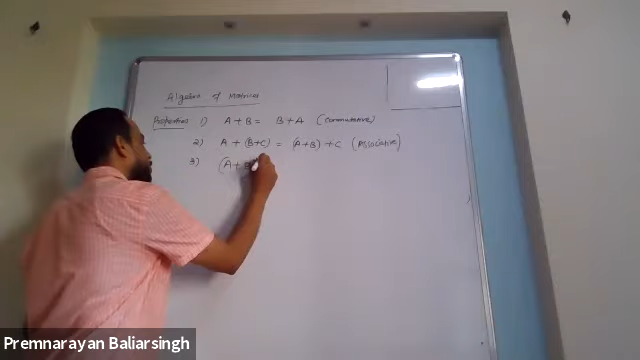 Algebra of Matrices
Properties 1) A + B = B + A (Commutative)
2) A + (B+C) = (A+B) + C (Associative)
3) (A + B
Premnarayan Baliarsingh